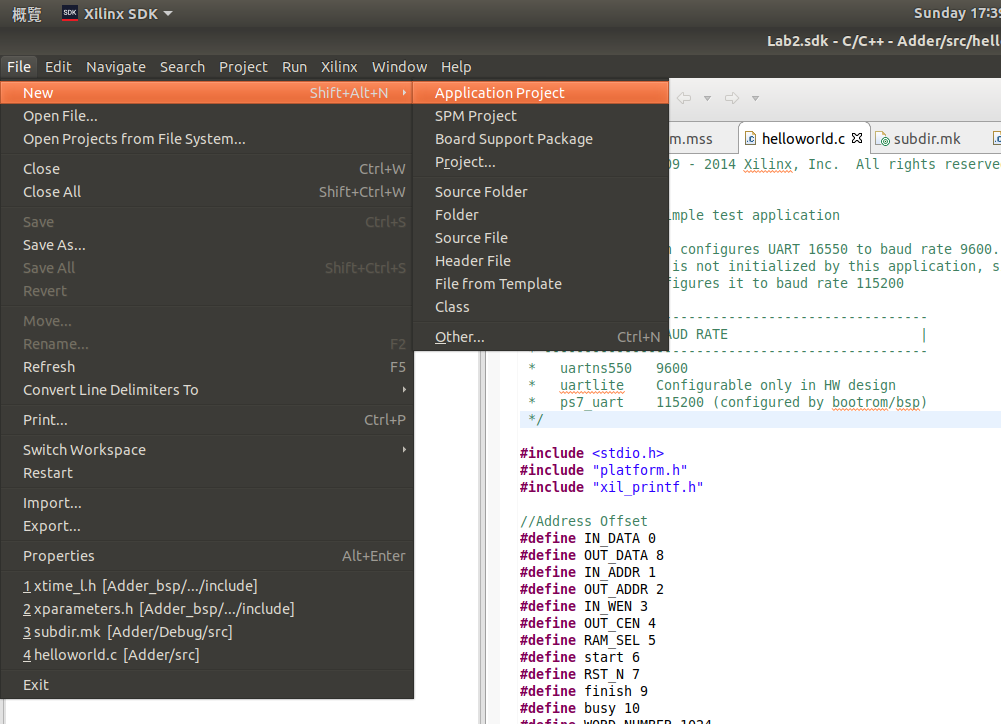 概覽 SDK Xilinx SDK Sunday 17:39
Lab2.sdk - C/C++ - Adder/src/hell
File Edit Navigate Search Project Run Xilinx Window Help
New Shift+Alt+N
Open File...
Open Projects from File System...
Close Ctrl+W
Close All Shift+Ctrl+W
Save Ctrl+S
Save As...
Save All Shift+Ctrl+S
Revert
Move...
Rename... F2
Refresh F5
Convert Line Delimiters To
Print... Ctrl+P
Switch Workspace
Restart
Import...
Export...
Properties Alt+Enter
1 xtime_l.h [Adder_bsp/.../include]
2 xparameters.h [Adder_bsp/.../include]
3 subdir.mk [Adder/Debug/src]
4 helloworld.c [Adder/src]
Exit
Application Project
SPM Project
Board Support Package
Project...
Source Folder
Folder
Source File
Header File
File from Template
Class
Other... Ctrl+N
m.mss helloworld.c subdir.mk
09 - 2014 Xilinx, Inc. All rights reserve
mple test application
configures UART 16550 to baud rate 9600.
is not initialized by this application, s
figures it to baud rate 115200
-------------------------------
AUD RATE |
* ------------------------------------------------
* uartns550 9600
* uartlite Configurable only in HW design
* ps7_uart 115200 (configured by bootrom/bsp)
*/
#include <stdio.h>
#include "platform.h"
#include "xil_printf.h"
//Address Offset
#define IN_DATA 0
#define OUT_DATA 8
#define IN_ADDR 1
#define OUT_ADDR 2
#define IN_WEN 3
#define OUT_CEN 4
#define RAM_SEL 5
#define start 6
#define RST_N 7
#define finish 9
#define busy 10
#define WORD_NUMBER 1024